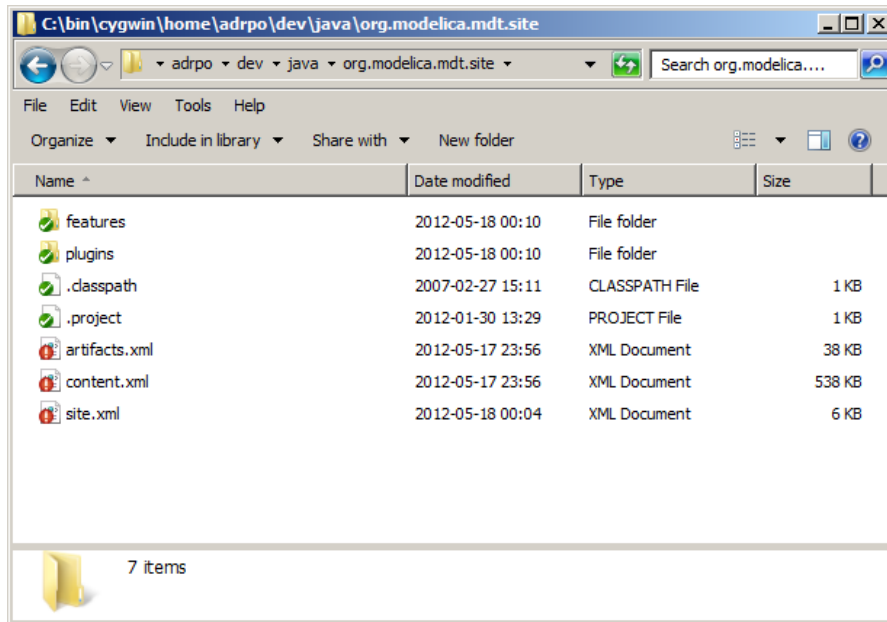 C:\bin\cygwin\home\adrpo\dev\java\org.modelica.mdt.site
adrpo dev java org.modelica.mdt.site Search org.modelica....
File Edit View Tools Help
Organize Include in library Share with New folder
Name Date modified Type Size
features 2012-05-18 00:10 File folder
plugins 2012-05-18 00:10 File folder
.classpath 2007-02-27 15:11 CLASSPATH File 1 KB
.project 2012-01-30 13:29 PROJECT File 1 KB
artifacts.xml 2012-05-17 23:56 XML Document 38 KB
content.xml 2012-05-17 23:56 XML Document 538 KB
site.xml 2012-05-18 00:04 XML Document 6 KB
7 items